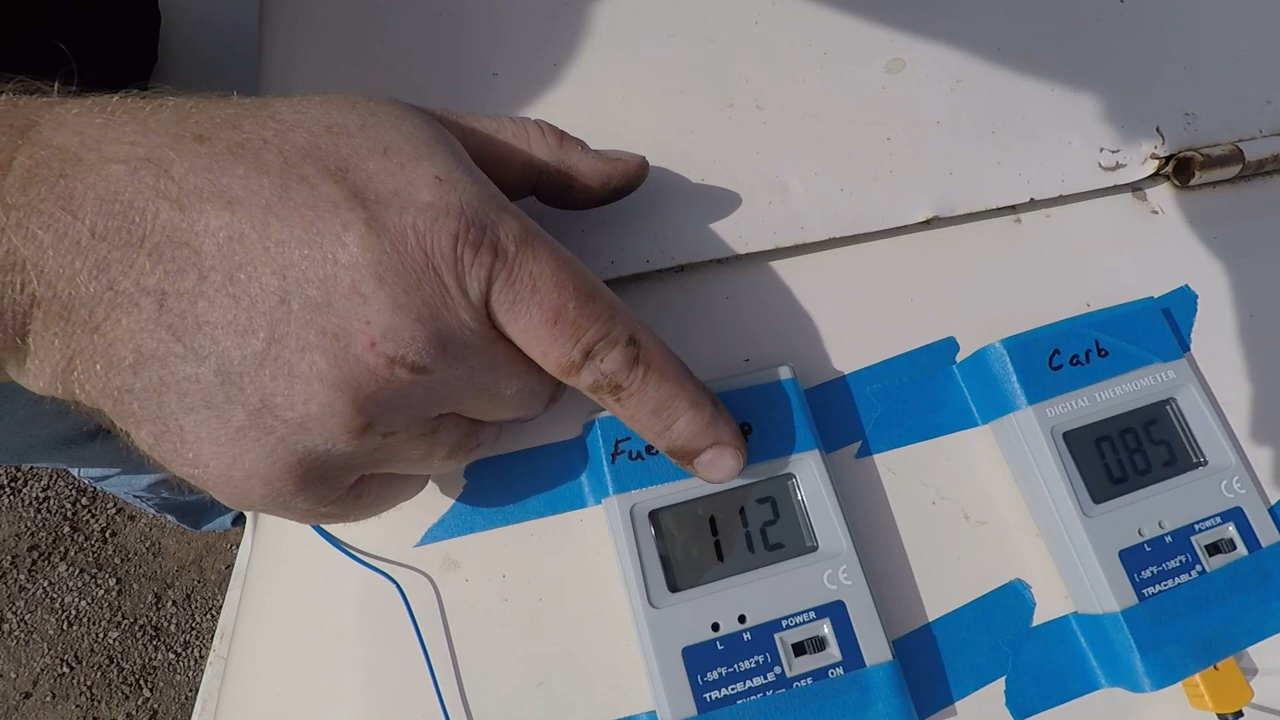 Carb
DIGITAL THERMOMETER
085
CE
L H
POWER
(-58°F~1382°F)
TRACEABLE®
112
CE
L H
POWER
(-58°F~1382°F)
TRACEABLE®
OFF ON